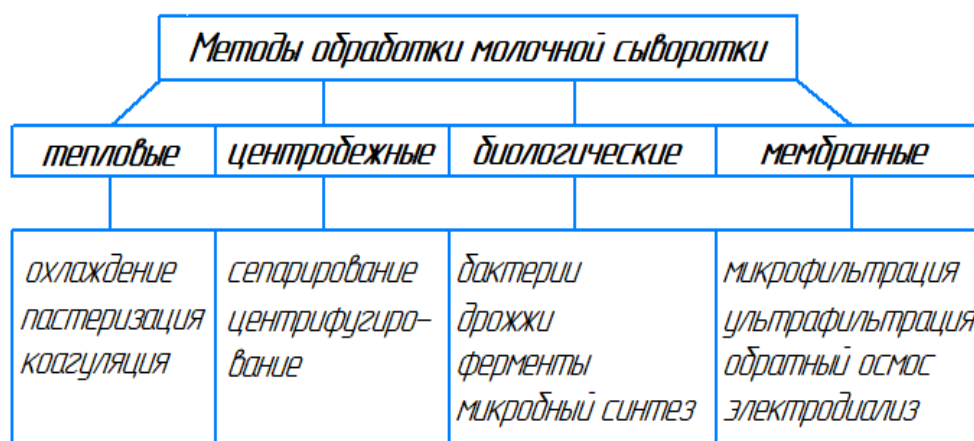 Методы обработки молочной сыворотки
тепловые
центробежные
биологические
мембранные
охлаждение
пастеризация
коагуляция
сепарирование
центрифугиро-
вание
бактерии
дрожжи
ферменты
микробный синтез
микрофильтрация
ультрафильтрация
обратный осмос
электродиализ